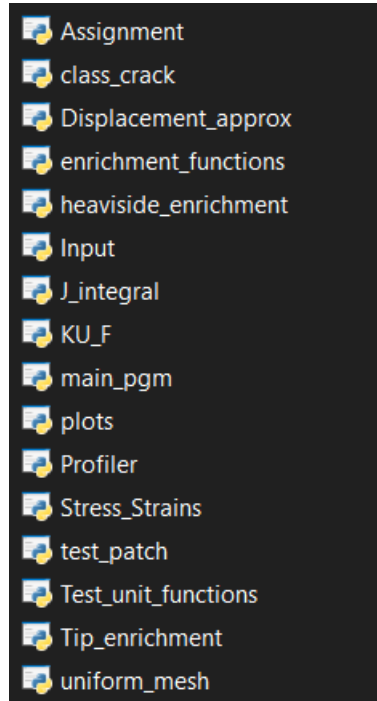 Assignment
class_crack
Displacement_approx
enrichment_functions
heaviside_enrichment
Input
J_integral
KU_F
main_pgm
plots
Profiler
Stress_Strains
test_patch
Test_unit_functions
Tip_enrichment
uniform_mesh